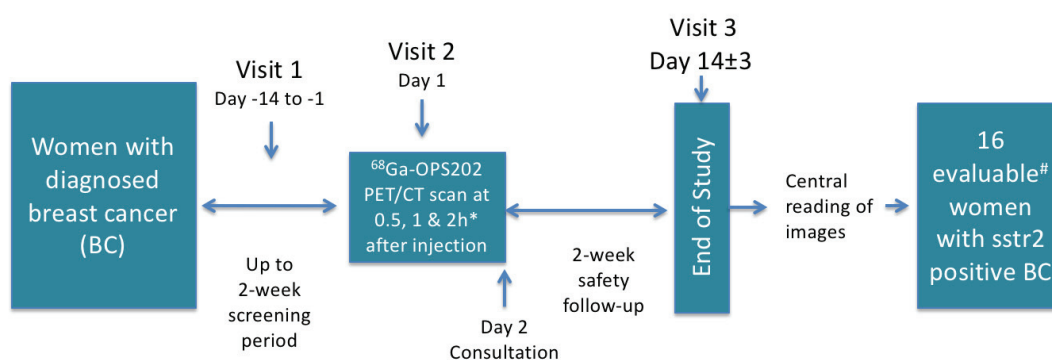 Women with
diagnosed
breast cancer
(BC)
Visit 1
Day -14 to -1
Up to
2-week
screening
period
Visit 2
Day 1
⁶⁸Ga-OPS202
PET/CT scan at
0.5, 1 & 2h*
after injection
Day 2
Consultation
2-week
safety
follow-up
Visit 3
Day 14±3
End of Study
Central
reading of
images
16
evaluable#
women
with sstr2
positive BC